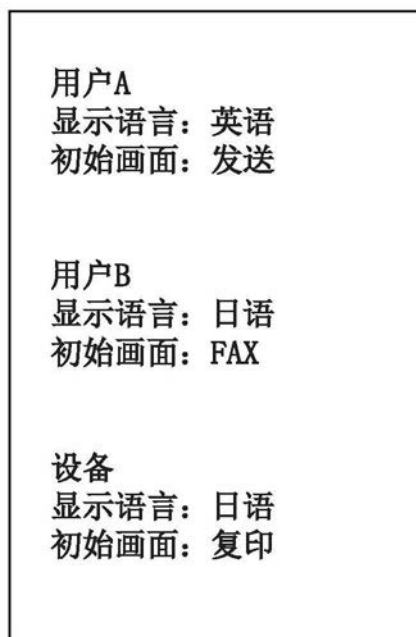 用户A
显示语言：英语
初始画面：发送
用户B
显示语言：日语
初始画面：FAX
设备
显示语言：日语
初始画面：复印